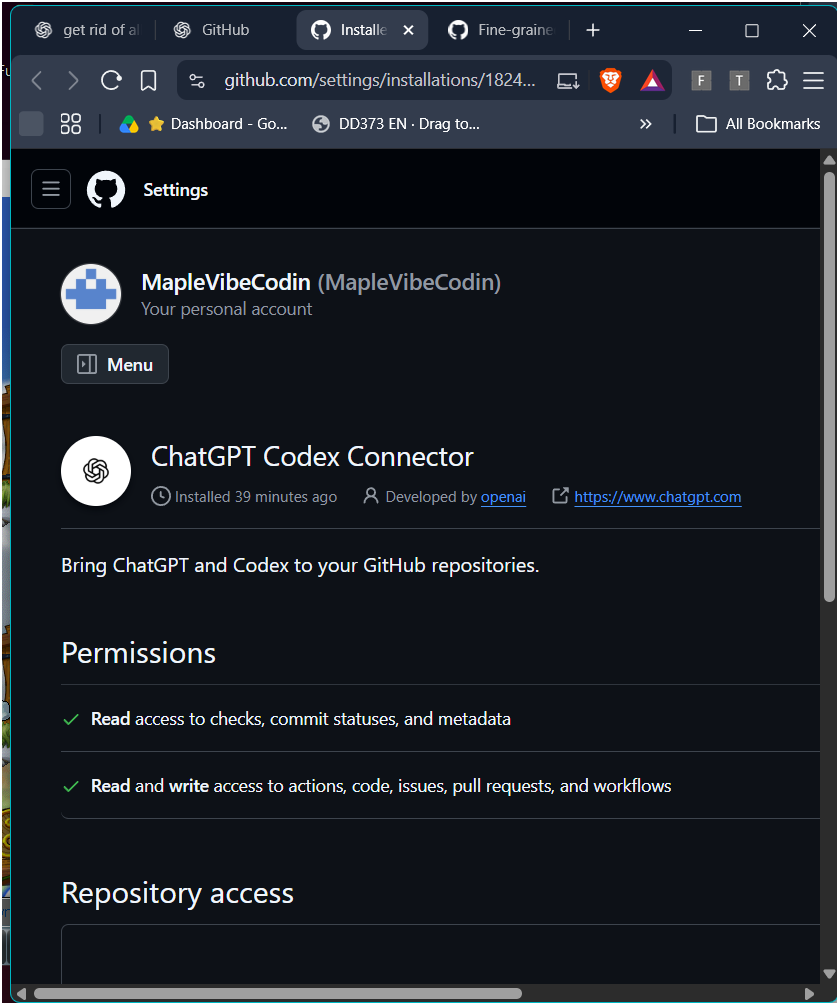 get rid of al
GitHub
Installe
Fine-graine
github.com/settings/installations/1824...
F
T
Dashboard - Go...
DD373 EN · Drag to...
All Bookmarks
Settings
MapleVibeCodin (MapleVibeCodin)
Your personal account
Menu
ChatGPT Codex Connector
Installed 39 minutes ago
Developed by openai
https://www.chatgpt.com
Bring ChatGPT and Codex to your GitHub repositories.
Permissions
Read access to checks, commit statuses, and metadata
Read and write access to actions, code, issues, pull requests, and workflows
Repository access